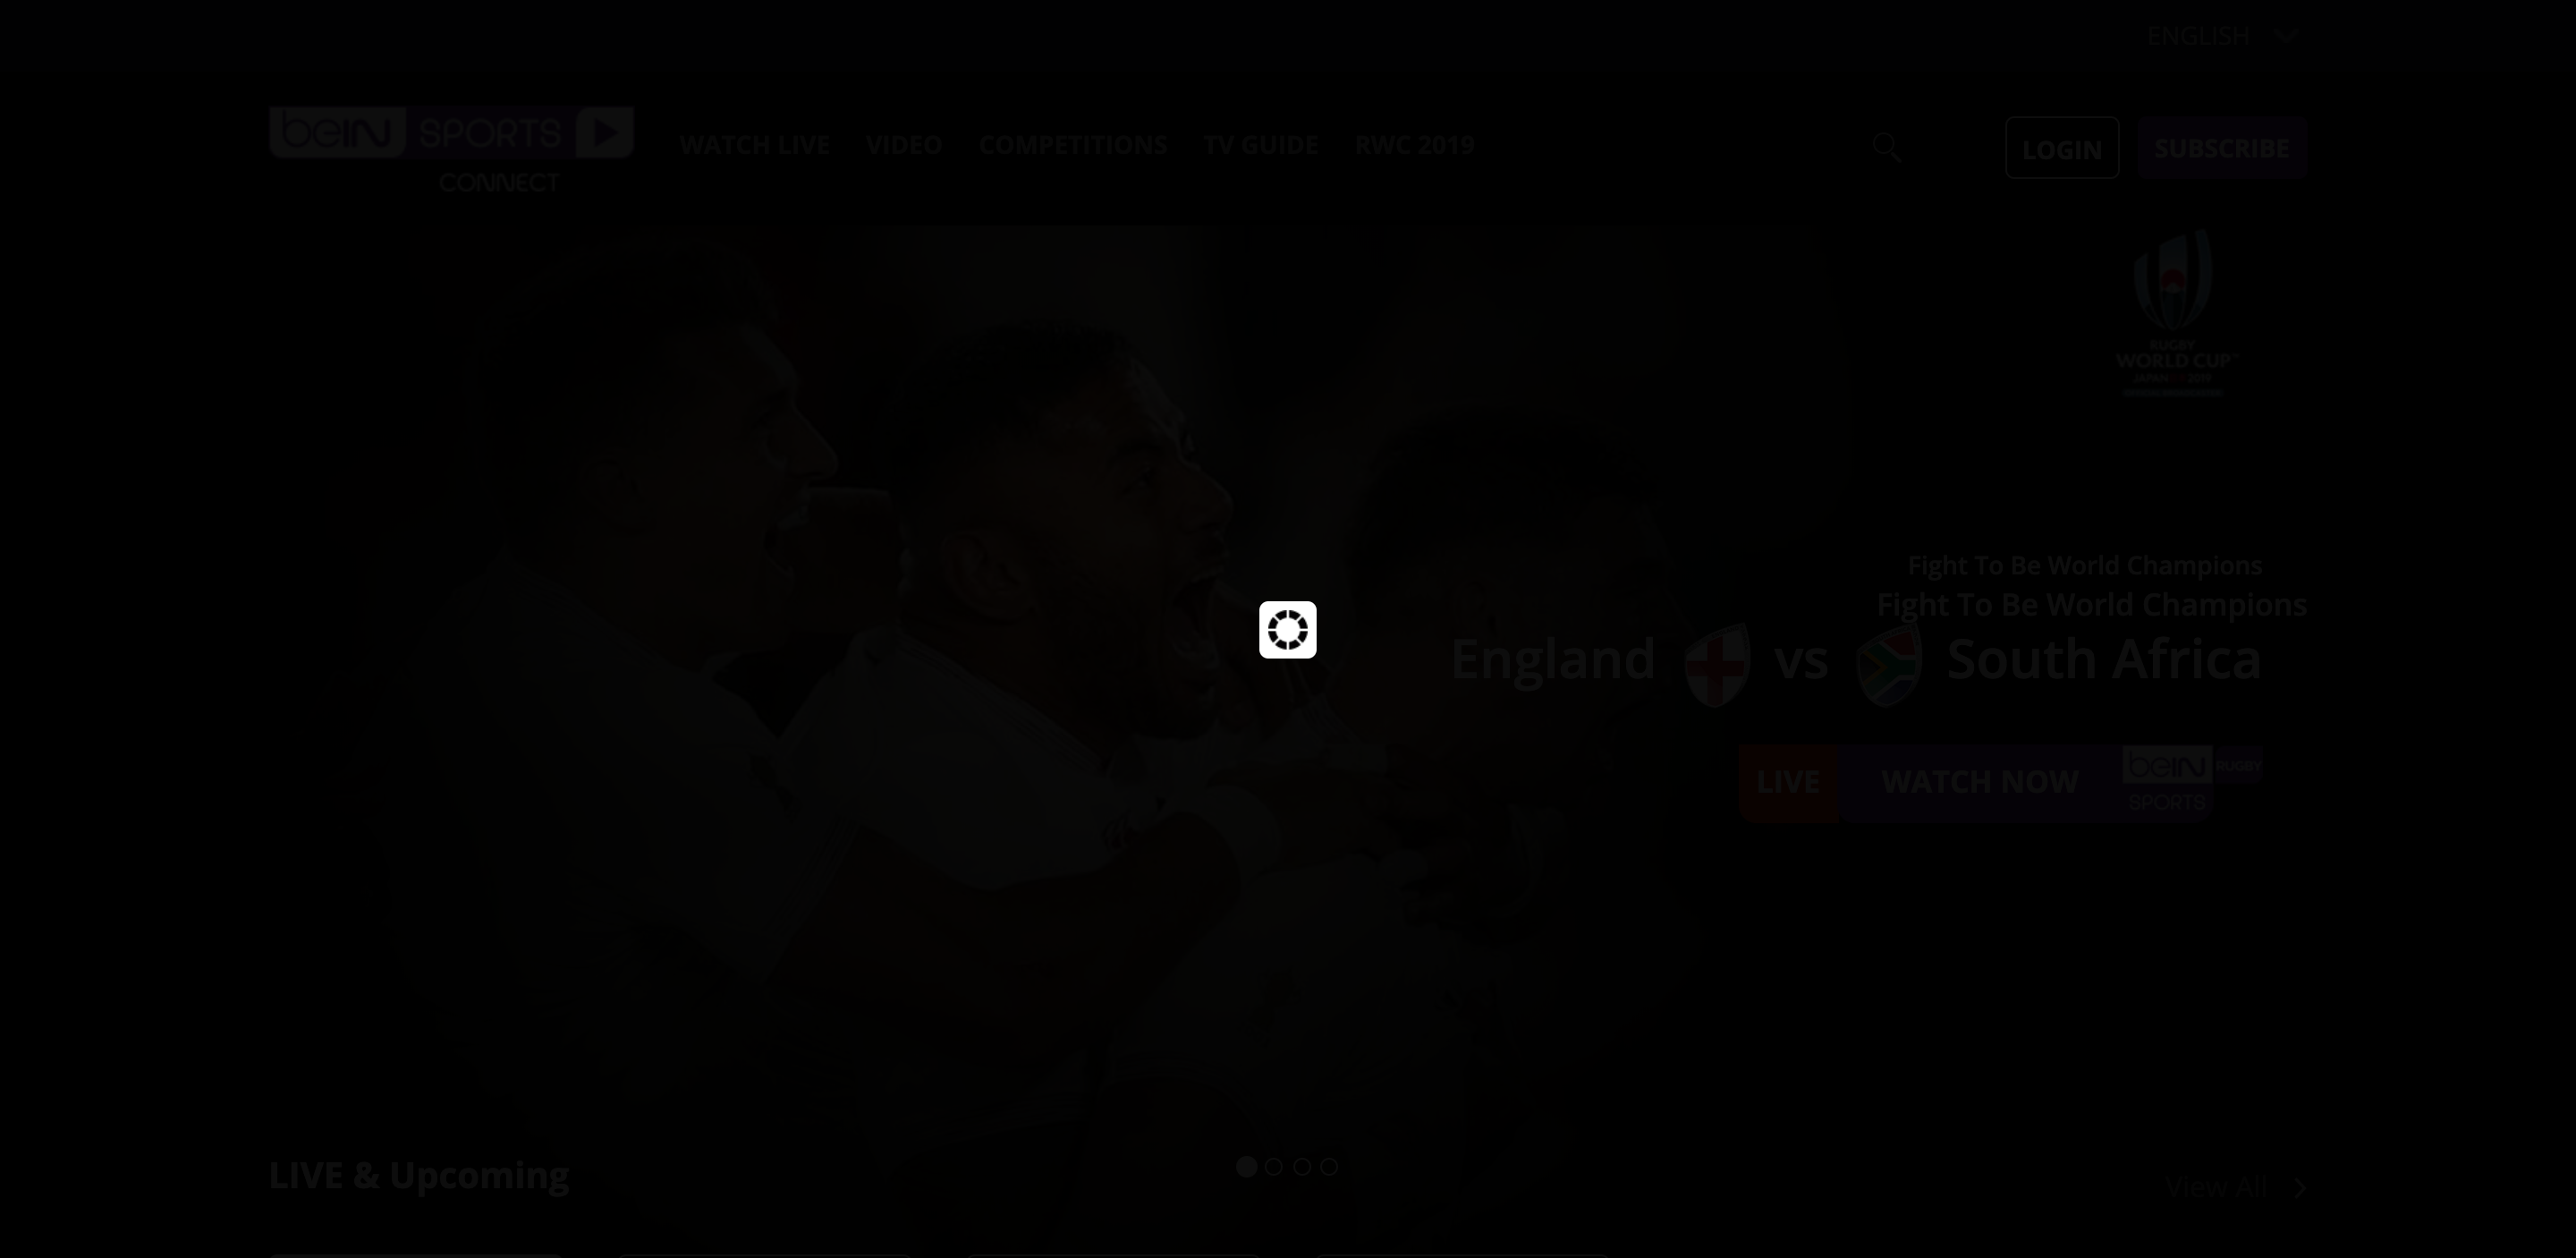 ENGLISH
beIN SPORTS
CONNECT
WATCH LIVE VIDEO COMPETITIONS TV GUIDE RWC 2019
LOGIN SUBSCRIBE
RUGBY
WORLD CUP™
JAPAN 2019
Fight To Be World Champions
Fight To Be World Champions
England vs South Africa
LIVE WATCH NOW beIN SPORTS RUGBY
LIVE & Upcoming
View All